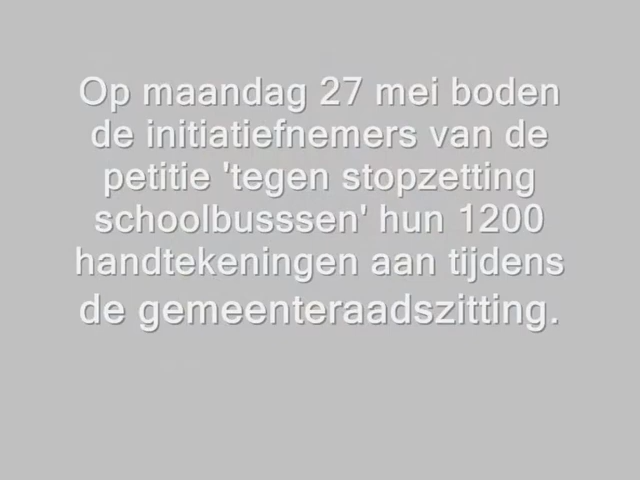 Op maandag 27 mei boden
de initiatiefnemers van de
petitie 'tegen stopzetting
schoolbusssen' hun 1200
handtekeningen aan tijdens
de gemeenteraadszitting.